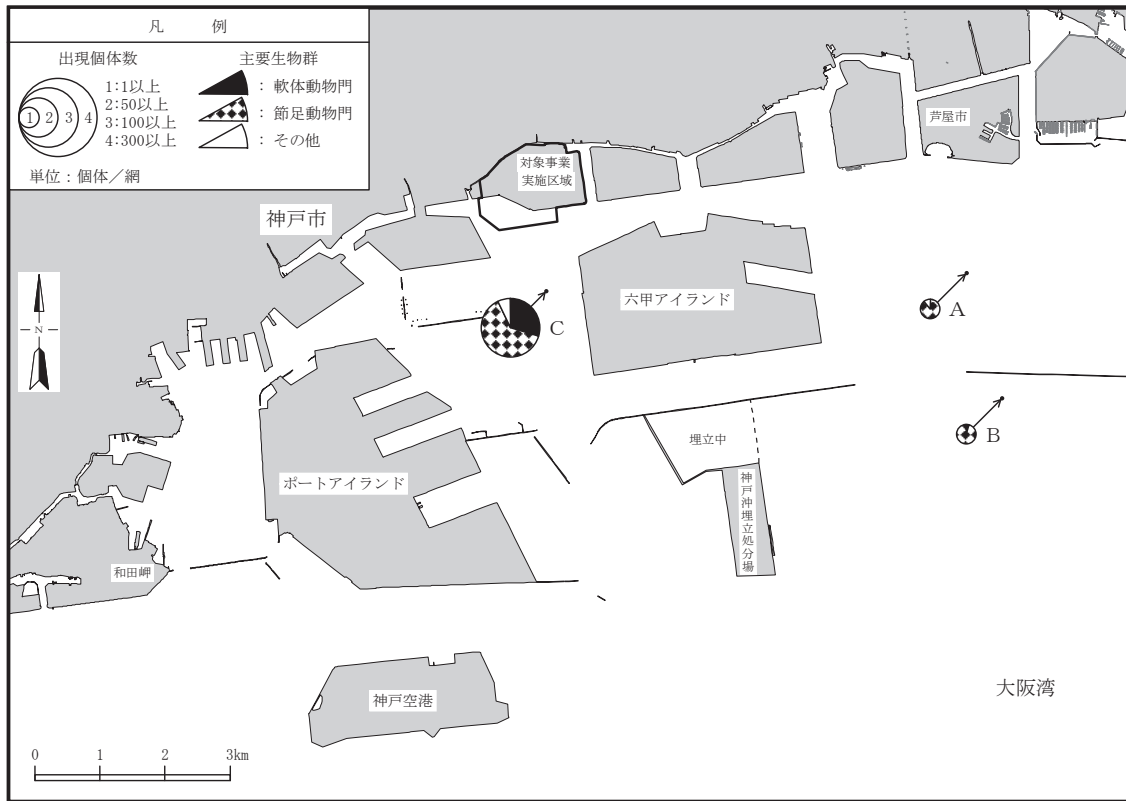 凡 例
出現個体数
1:1以上
2:50以上
3:100以上
4:300以上
1 2 3 4
単位：個体／網
主要生物群
：軟体動物門
：節足動物門
：その他
芦屋市
対象事業
実施区域
神戸市
六甲アイランド
A
C
N
B
埋立中
ポートアイランド
神戸沖埋立処分場
和田岬
大阪湾
神戸空港
0 1 2 3km